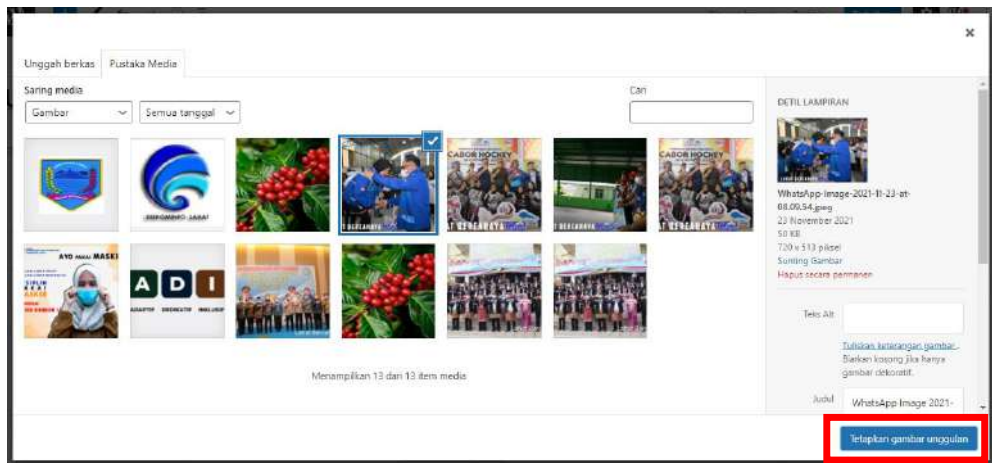 Unggah berkas Pustaka Media
Saring media
Gambar Semua tanggal
Cari
CABOR HOCKEY
CABOR HOCKEY
AYO MASKE
A D I
Menampilkan 13 dari 13 item media
DETIL LAMPIRAN
WhatsApp-Image-2021-11-23-at-
08.09.54.jpeg
23 November 2021
50 KB
720 x 513 piksel
Sunting Gambar
Hapus secara permanen
Teks Alt
Tuliskan keterangan gambar.
Biarkan kosong jika hanya
gambar dekoratif.
Judul WhatsApp Image 2021-
Tetapkan gambar unggulan